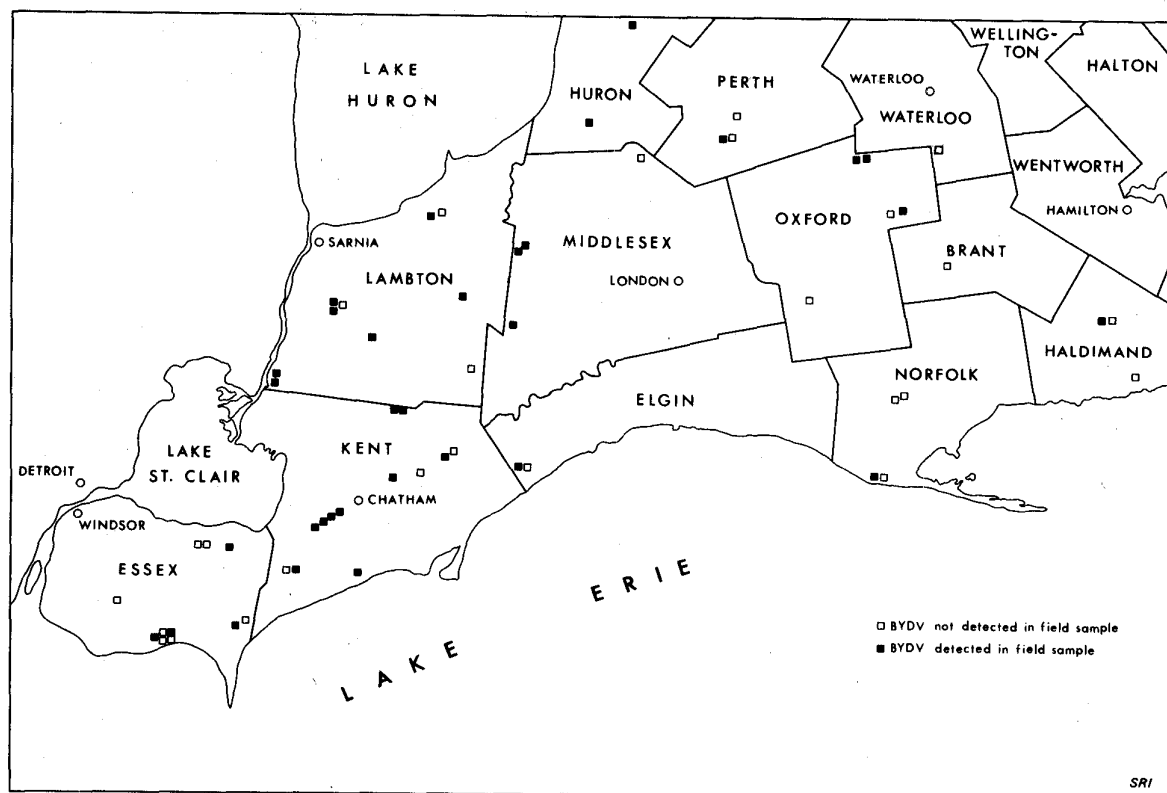 WELLING-
TON
HALTON
LAKE
HURON
HURON
PERTH
WATERLOO
WATERLOO
WENTWORTH
HAMILTON
OXFORD
BRANT
SARNIA
MIDDLESEX
LONDON
LAMBTON
HALDIMAND
NORFOLK
ELGIN
KENT
LAKE
ST. CLAIR
DETROIT
CHATHAM
WINDSOR
ESSEX
LAKE ERIE
BYDV not detected in field sample
BYDV detected in field sample
SRI